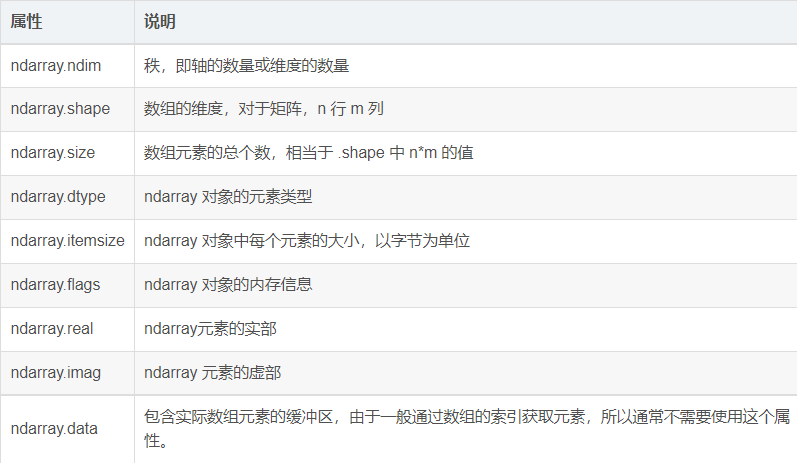 属性 说明
ndarray.ndim 秩，即轴的数量或维度的数量
ndarray.shape 数组的维度，对于矩阵，n 行 m 列
ndarray.size 数组元素的总个数，相当于 .shape 中 n*m 的值
ndarray.dtype ndarray 对象的元素类型
ndarray.itemsize ndarray 对象中每个元素的大小，以字节为单位
ndarray.flags ndarray 对象的内存信息
ndarray.real ndarray元素的实部
ndarray.imag ndarray 元素的虚部
ndarray.data 包含实际数组元素的缓冲区，由于一般通过数组的索引获取元素，所以通常不需要使用这个属
性。